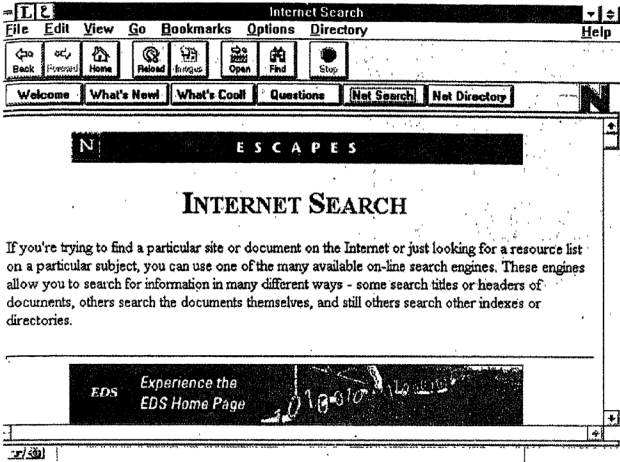 Internet Search
File Edit View Go Bookmarks Options Directory Help
Back Forward Home Reload Images Open Find Stop
Welcome What's New! What's Cool! Questions Net Search Net Directory
N
N ESCAPES
INTERNET SEARCH
If you're trying to find a particular site or document on the Internet or just looking for a resource list
on a particular subject, you can use one of the many available on-line search engines. These engines
allow you to search for information in many different ways - some search titles or headers of
documents, others search the documents themselves, and still others search other indexes or
directories.
EDS Experience the
EDS Home Page